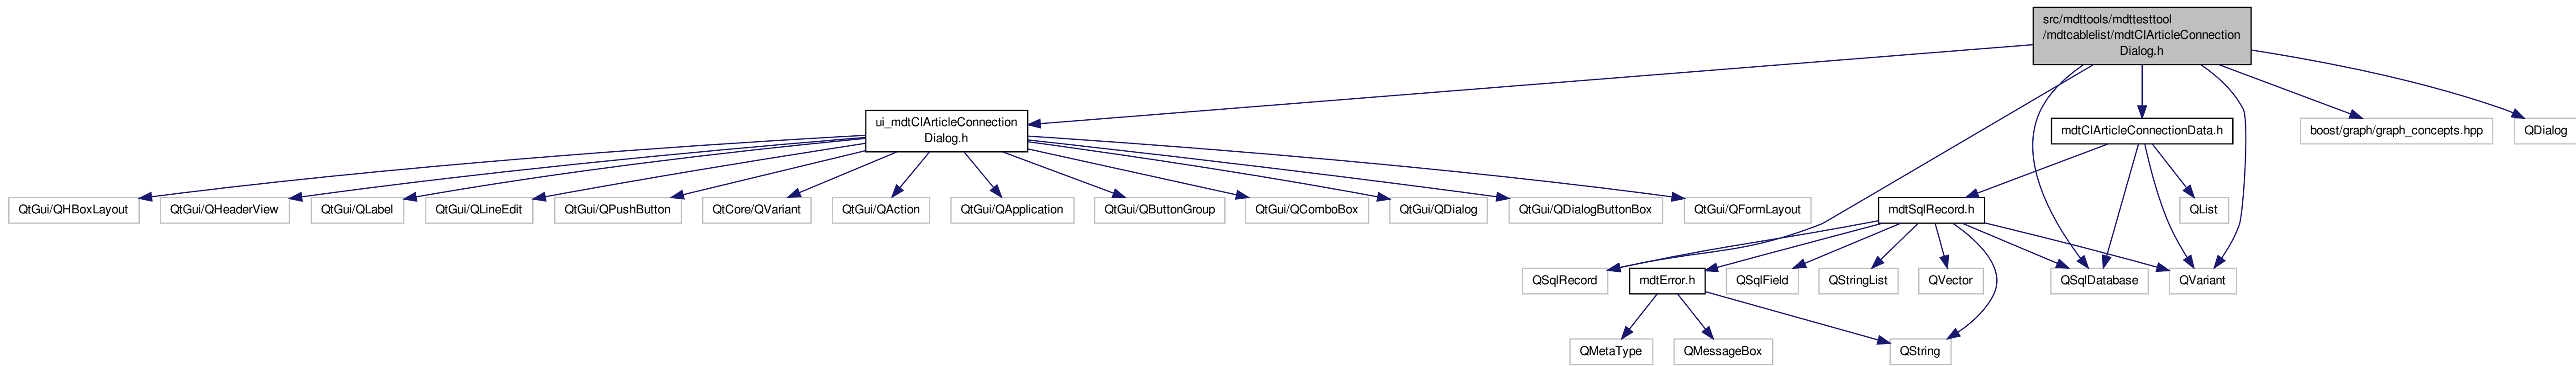 src/mdttools/mdttesttool
/mdtcablelist/mdtClArticleConnection
Dialog.h
ui_mdtClArticleConnection
Dialog.h
mdtClArticleConnectionData.h
boost/graph/graph_concepts.hpp
QDialog
QtGui/QHBoxLayout
QtGui/QHeaderView
QtGui/QLabel
QtGui/QLineEdit
QtGui/QPushButton
QtCore/QVariant
QtGui/QAction
QtGui/QApplication
QtGui/QButtonGroup
QtGui/QComboBox
QtGui/QDialog
QtGui/QDialogButtonBox
QtGui/QFormLayout
mdtSqlRecord.h
QList
QSqlRecord
mdtError.h
QSqlField
QStringList
QVector
QSqlDatabase
QVariant
QMetaType
QMessageBox
QString